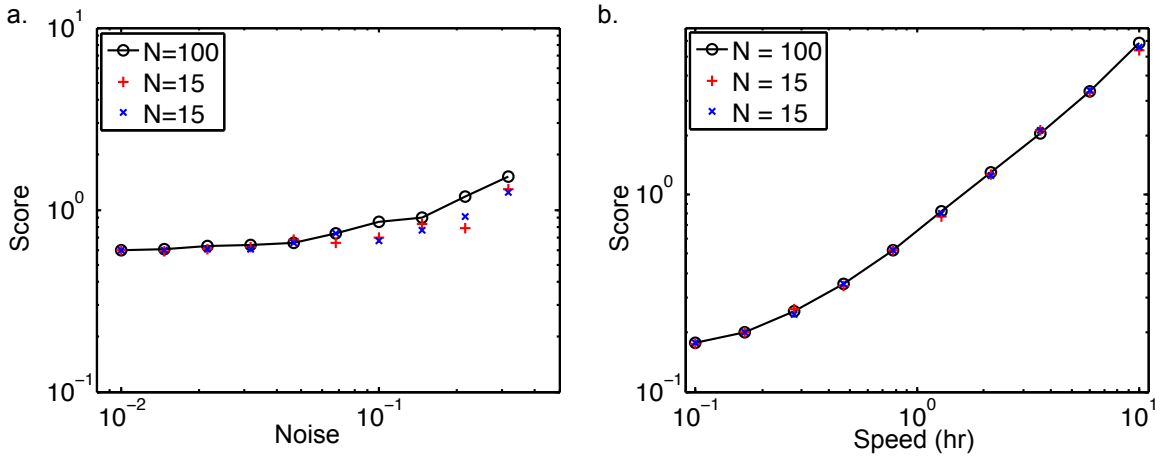 a.
10^1
10^0
10^-1
Score
N=100
N=15
N=15
10^-2
10^-1
Noise
b.
10^0
10^-1
Score
N = 100
N = 15
N = 15
10^-1
10^0
10^1
Speed (hr)